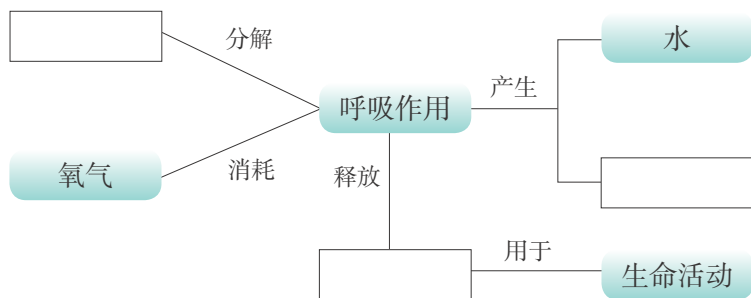 分解
水
呼吸作用
产生
氧气
消耗
释放
用于
生命活动